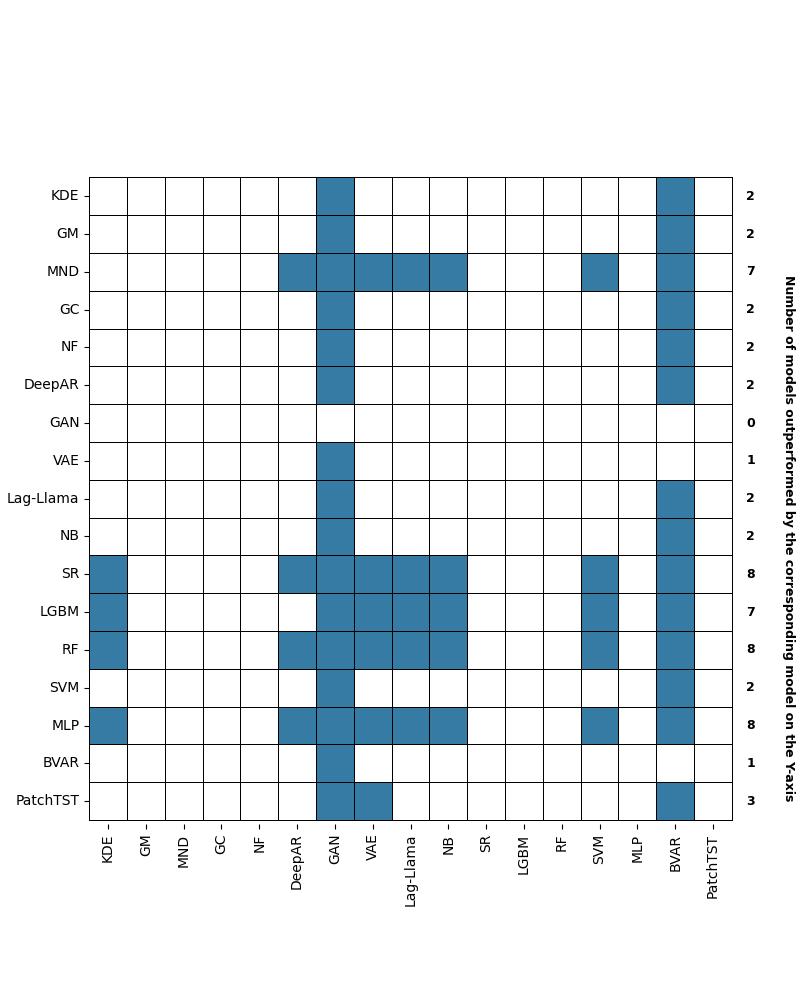 KDE 2
GM 2
MND 7
GC 2
NF 2
DeepAR 2
GAN 0
VAE 1
Lag-Llama 2
NB 2
SR 8
LGBM 7
RF 8
SVM 2
MLP 8
BVAR 1
PatchTST 3
KDE
GM
MND
GC
NF
DeepAR
GAN
VAE
Lag-Llama
NB
SR
LGBM
RF
SVM
MLP
BVAR
PatchTST
Number of models outperformed by the corresponding model on the Y-axis